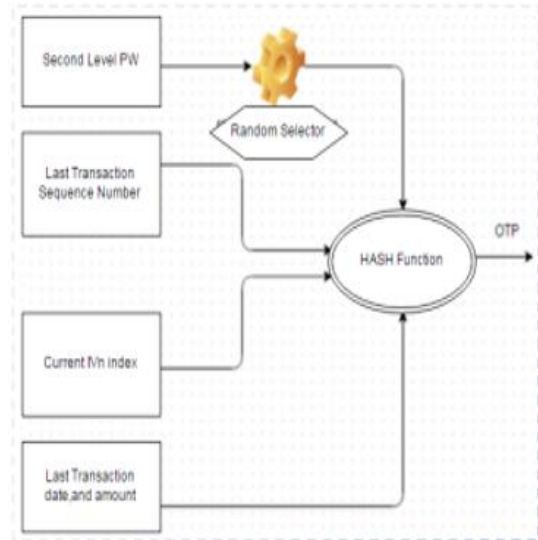 Second Level PW
Random Selector
Last Transaction
Sequence Number
OTP
HASH Function
Current IVn index
Last Transaction
date,and amount